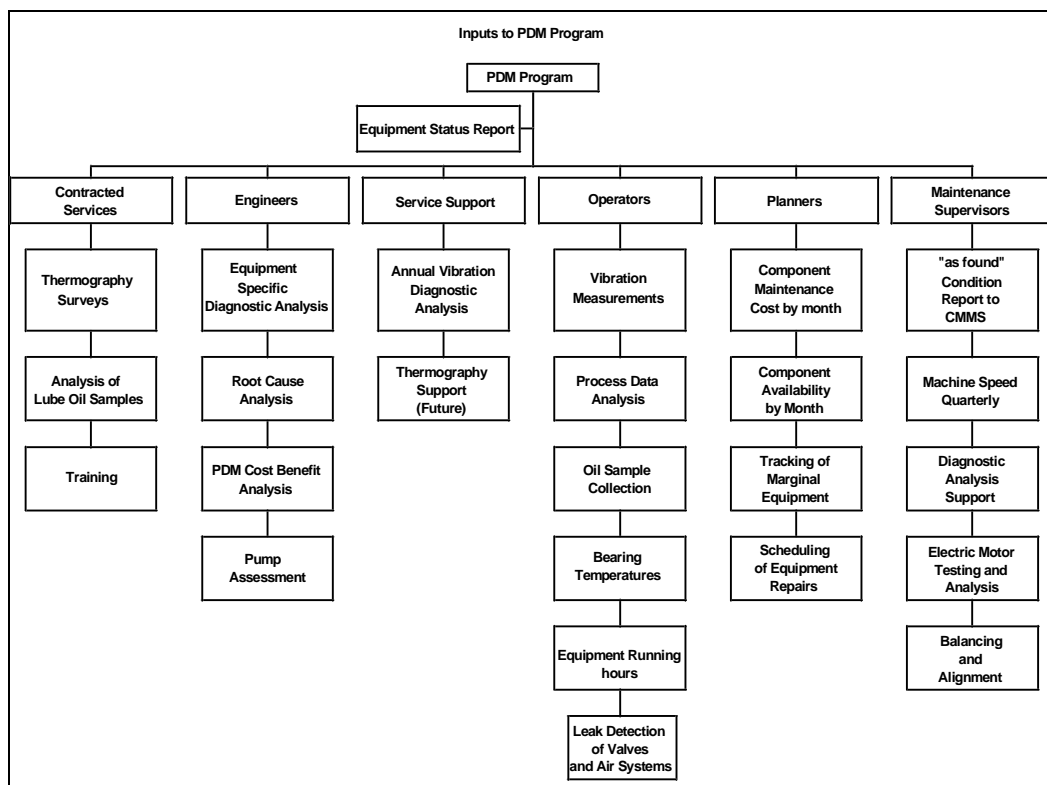 Inputs to PDM Program
PDM Program
Equipment Status Report
Contracted
Services
Engineers
Service Support
Operators
Planners
Maintenance
Supervisors
Thermography
Surveys
Equipment
Specific
Diagnostic Analysis
Annual Vibration
Diagnostic
Analysis
Vibration
Measurements
Component
Maintenance
Cost by month
"as found"
Condition
Report to
CMMS
Analysis of
Lube Oil Samples
Root Cause
Analysis
Thermography
Support
(Future)
Process Data
Analysis
Component
Availability
by Month
Machine Speed
Quarterly
Training
PDM Cost Benefit
Analysis
Oil Sample
Collection
Tracking of
Marginal
Equipment
Diagnostic
Analysis
Support
Pump
Assessment
Bearing
Temperatures
Scheduling
of Equipment
Repairs
Electric Motor
Testing and
Analysis
Equipment Running
hours
Balancing
and
Alignment
Leak Detection
of Valves
and Air Systems